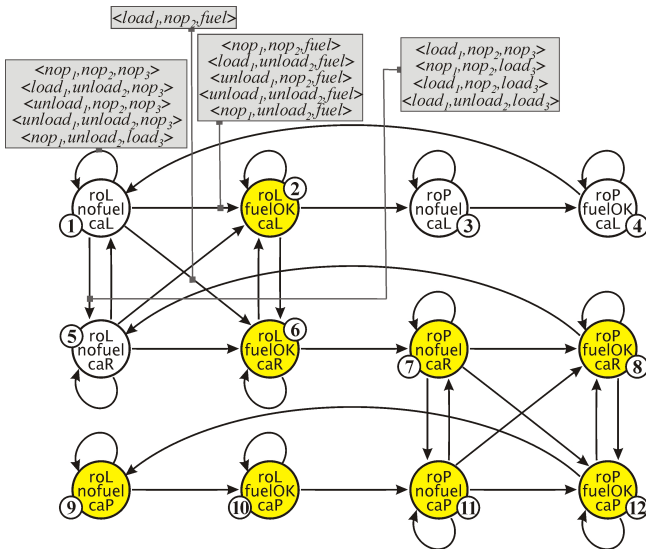 <load₁,nop₂,fuel>
<nop₁,nop₂,fuel>
<load₁,unload₂,fuel>
<unload₁,nop₂,fuel>
<unload₁,unload₂,fuel>
<nop₁,unload₂,fuel>
<load₁,nop₂,nop₃>
<nop₁,nop₂,load₃>
<load₁,nop₂,load₃>
<load₁,unload₂,load₃>
<nop₁,nop₂,nop₃>
<load₁,unload₂,nop₃>
<unload₁,nop₂,nop₃>
<unload₁,unload₂,nop₃>
<nop₁,unload₂,load₃>
roL
nofuel
caL
1
roL
fuelOK
caL
2
roP
nofuel
caL
3
roP
fuelOK
caL
4
roL
nofuel
caR
5
roL
fuelOK
caR
6
roP
nofuel
caR
7
roP
fuelOK
caR
8
roL
nofuel
caP
9
roL
fuelOK
caP
10
roP
nofuel
caP
11
roP
fuelOK
caP
12